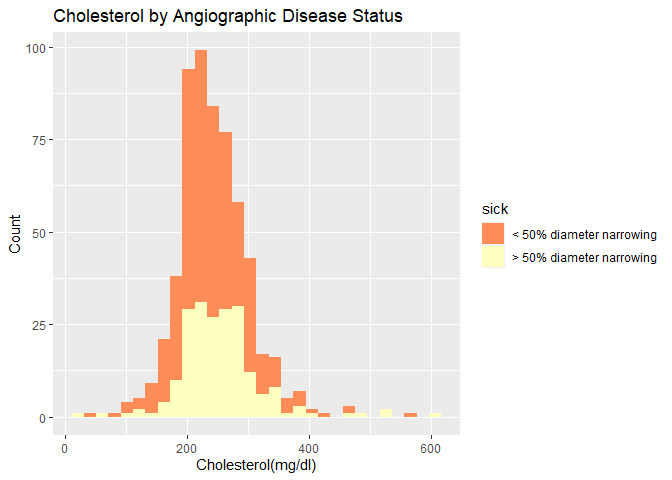 Cholesterol by Angiographic Disease Status
100
75
50
25
0
Count
0 200 400 600
Cholesterol(mg/dl)
sick
< 50% diameter narrowing
> 50% diameter narrowing